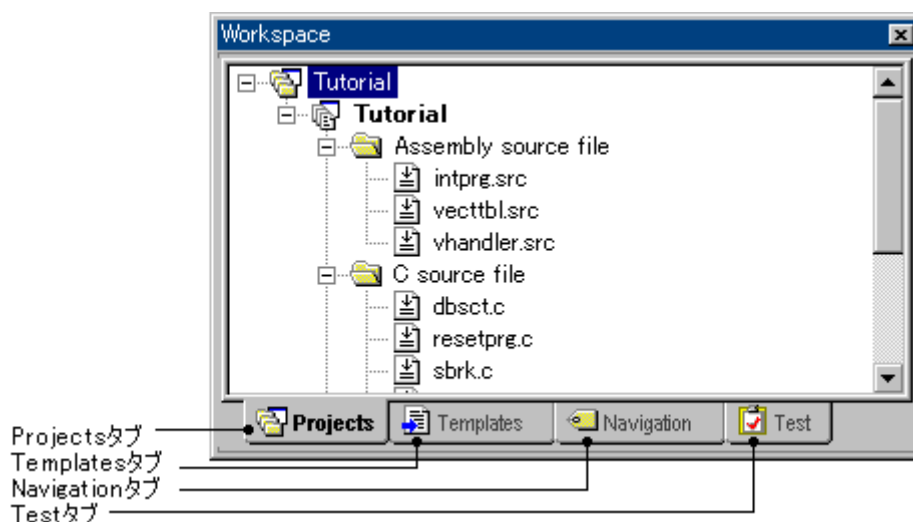 Workspace
Tutorial
Tutorial
Assembly source file
intprg.src
vecttbl.src
vhandler.src
C source file
dbsct.c
resetprg.c
sbrk.c
Projects Templates Navigation Test
Projectsタブ
Templatesタブ
Navigationタブ
Testタブ